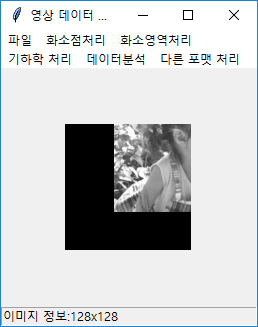 영상 데이터 ...
파일 화소점처리 화소영역처리
기하학 처리 데이터분석 다른 포맷 처리
이미지 정보:128x128